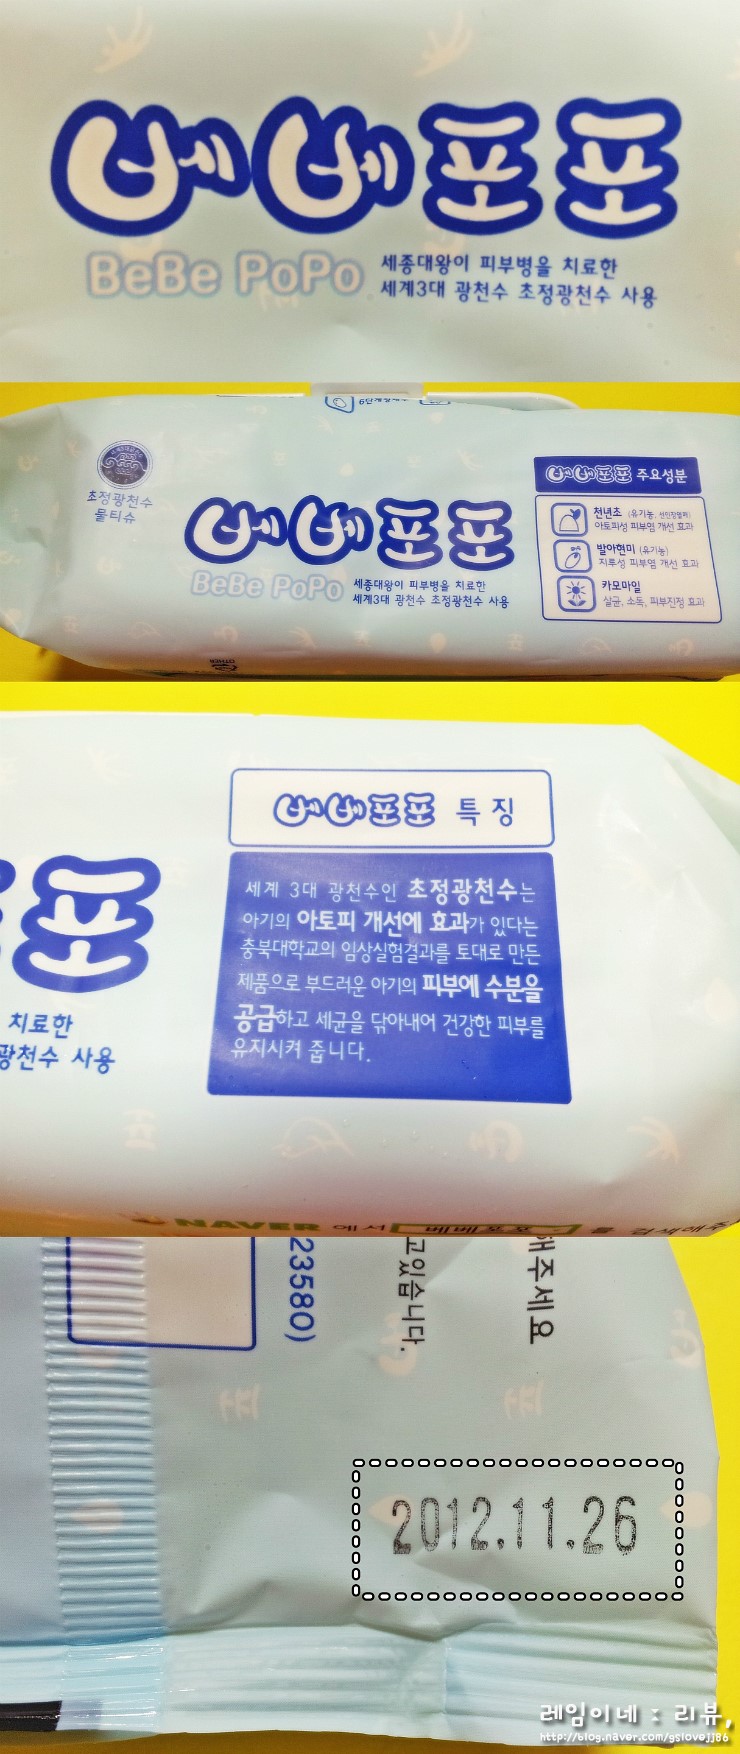 베베포포
BeBe PoPo
세종대왕이 피부병을 치료한
세계3대 광천수 초정광천수 사용
초정광천수
물티슈
베베포포
BeBe PoPo
세종대왕이 피부병을 치료한
세계3대 광천수 초정광천수 사용
베베포포 주요성분
천년초 (유기농, 선인장열매)
아토피성 피부염 개선 효과
발아현미 (유기농)
지루성 피부염 개선 효과
카모마일
살균, 소독, 피부진정 효과
포
치료한
광천수 사용
베베포포 특징
세계 3대 광천수인 초정광천수는
아기의 아토피 개선에 효과가 있다는
충북대학교의 임상실험결과를 토대로 만든
제품으로 부드러운 아기의 피부에 수분을
공급하고 세균을 닦아내어 건강한 피부를
유지시켜 줍니다.
NAVER 에서 베베포포 를 검색해주
해주세요
고있습니다.
23580)
2012.11.26
레임이네 : 리뷰,
http://blog.naver.com/gslovejj86